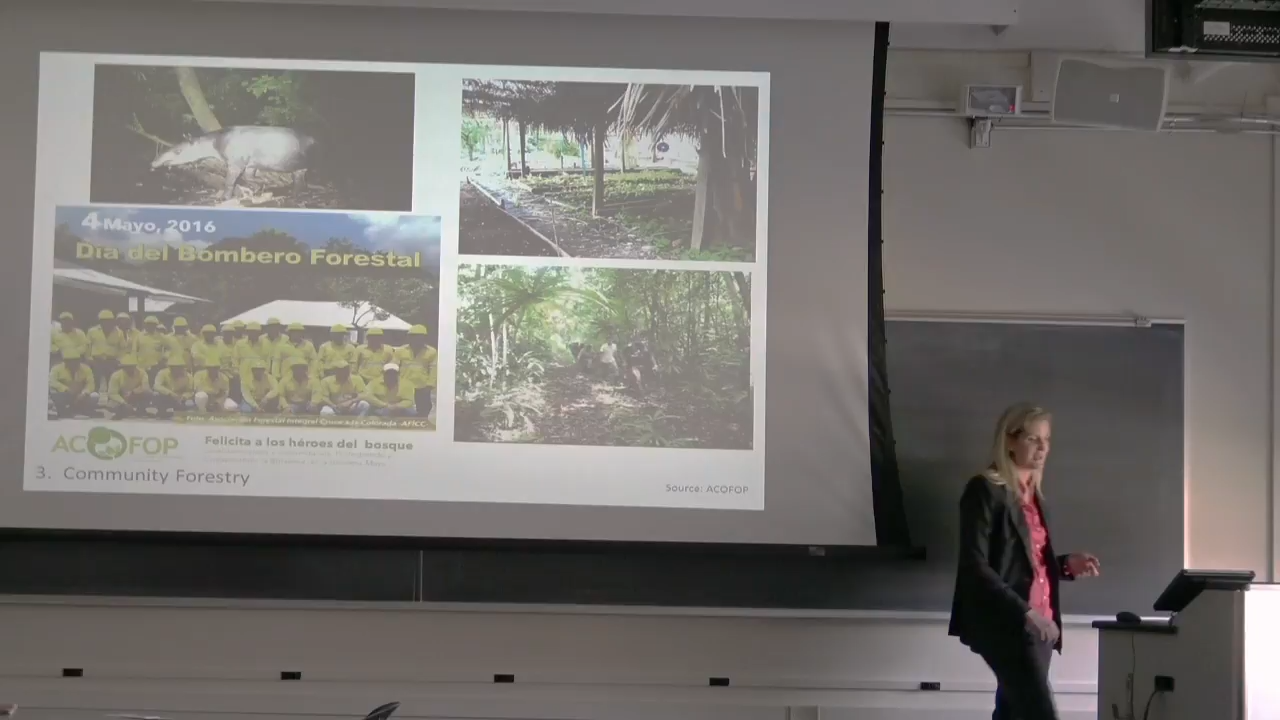 4 Mayo, 2016
Día del Bombero Forestal
ACOFOP
Felicita a los héroes del bosque
3. Community Forestry
Source: ACOFOP